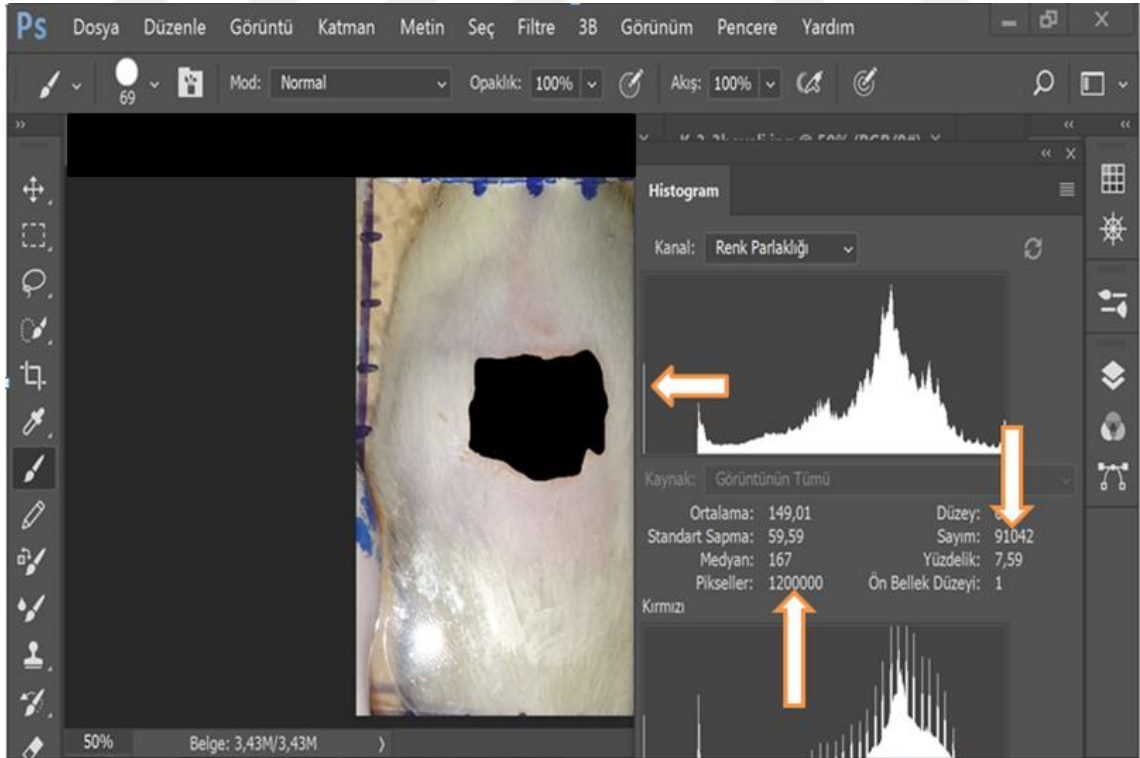 Ps Dosya Düzenle Görüntü Katman Metin Seç Filtre 3B Görünüm Pencere Yardım
69 Mod: Normal Opaklık: 100% Akış: 100%
Histogram
Kanal: Renk Parlaklığı
Kaynak: Görüntünün Tümü
Ortalama: 149,01 Düzey:
Standart Sapma: 59,59 Sayım: 91042
Medyan: 167 Yüzdelik: 7,59
Pikseller: 1200000 Ön Bellek Düzeyi: 1
Kırmızı
50% Belge: 3,43M/3,43M